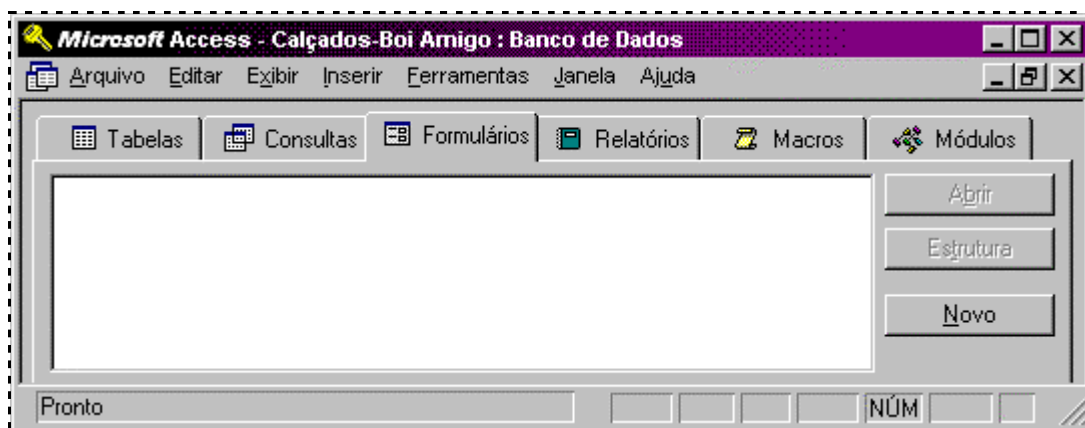 Microsoft Access - Calçados-Boi Amigo : Banco de Dados
Arquivo Editar Exibir Inserir Ferramentas Janela Ajuda
Tabelas Consultas Formulários Relatórios Macros Módulos
Abrir
Estrutura
Novo
Pronto NÚM